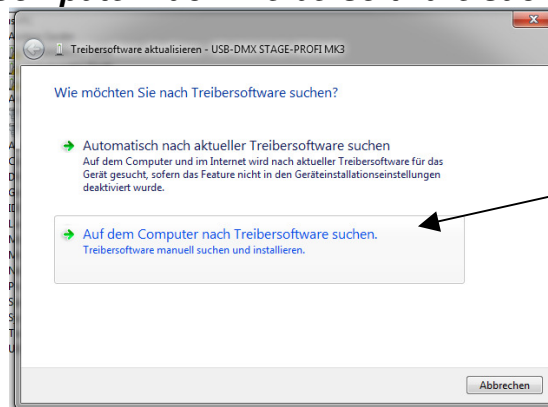 Treibersoftware aktualisieren - USB-DMX STAGE-PROFI MK3
Wie möchten Sie nach Treibersoftware suchen?
Automatisch nach aktueller Treibersoftware suchen
Auf dem Computer und im Internet wird nach aktueller Treibersoftware für das
Gerät gesucht, sofern das Feature nicht in den Geräteinstallationseinstellungen
deaktiviert wurde.
Auf dem Computer nach Treibersoftware suchen.
Treibersoftware manuell suchen und installieren.
Abbrechen